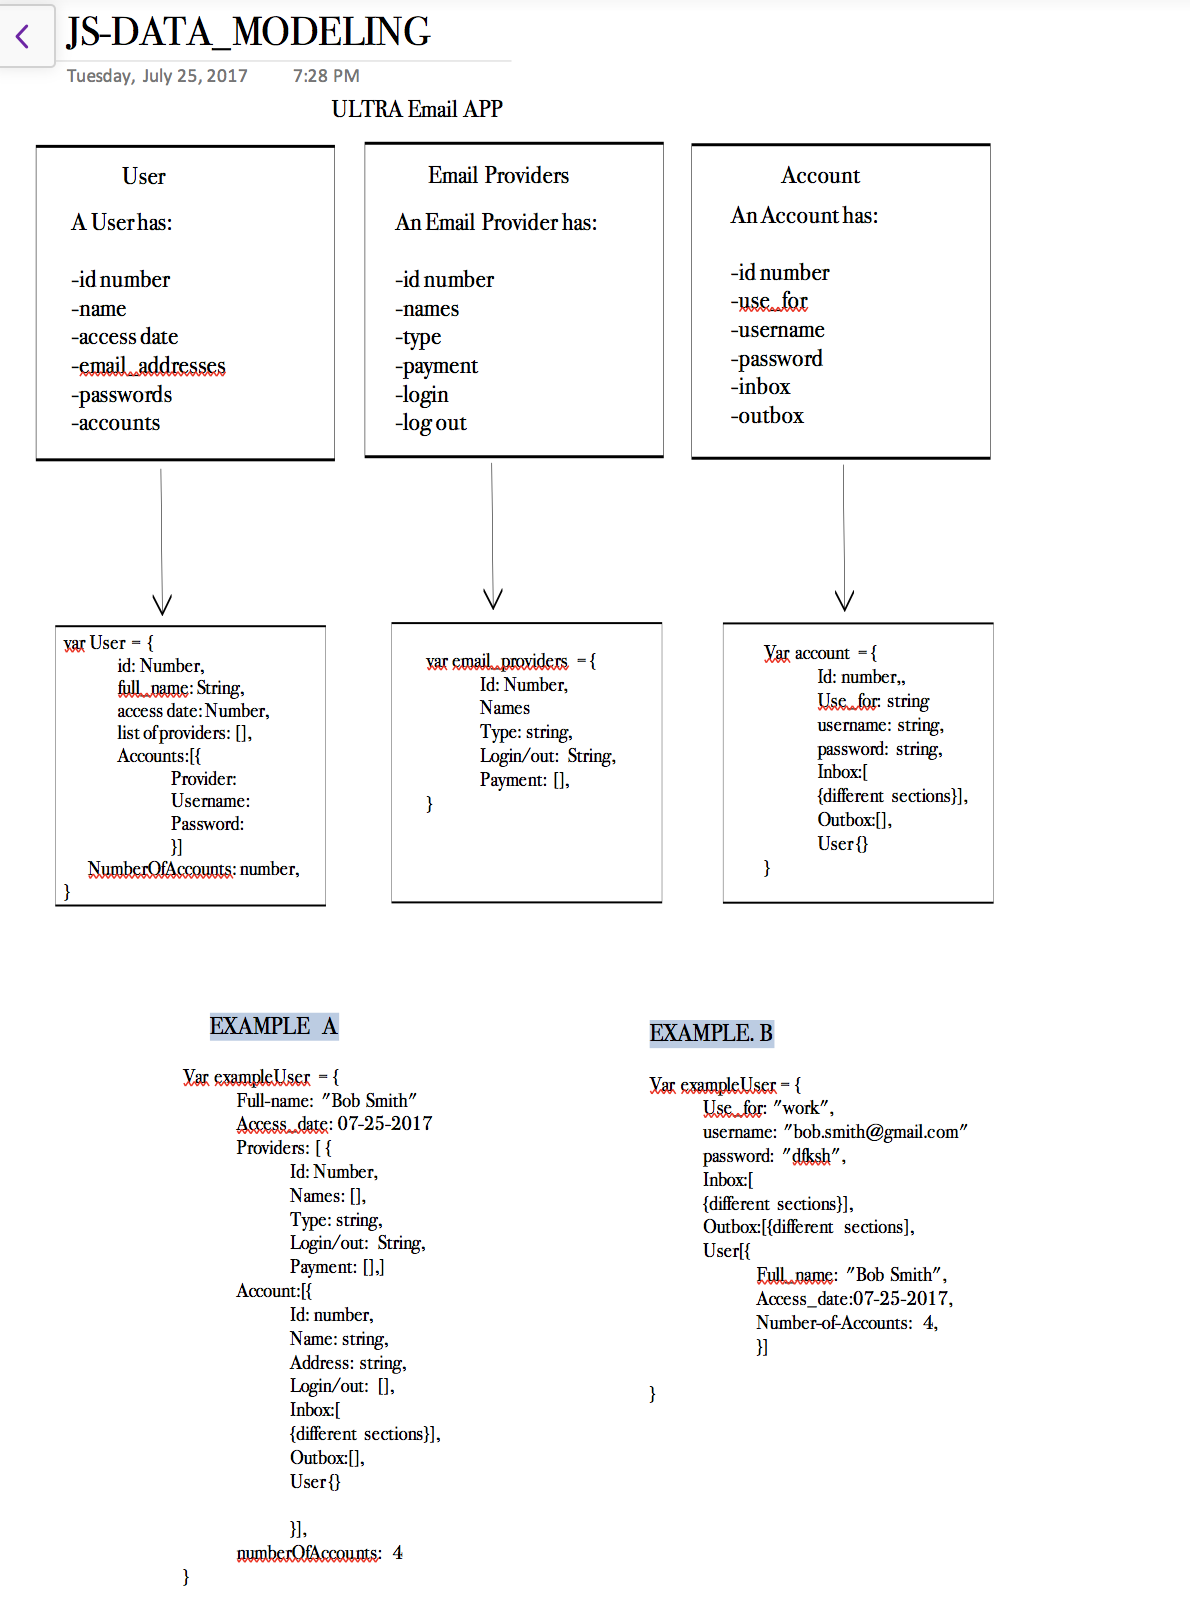 JS-DATA_MODELING
Tuesday, July 25, 2017 7:28 PM
ULTRA Email APP
User
A User has:
-id number
-name
-access date
-email_addresses
-passwords
-accounts
Email Providers
An Email Provider has:
-id number
-names
-type
-payment
-login
-log out
Account
An Account has:
-id number
-use_for
-username
-password
-inbox
-outbox
var User = {
id: Number,
full_name: String,
access date: Number,
list of providers: [],
Accounts:[{
Provider:
Username:
Password:
}]
NumberOfAccounts: number,
}
var email_providers = {
Id: Number,
Names
Type: string,
Login/out: String,
Payment: [],
}
Var account = {
Id: number,,
Use_for: string
username: string,
password: string,
Inbox:[
{different sections}],
Outbox:[],
User{}
}
EXAMPLE A
Var exampleUser = {
Full-name: "Bob Smith"
Access_date: 07-25-2017
Providers: [ {
Id: Number,
Names: [],
Type: string,
Login/out: String,
Payment: [],]
Account:[{
Id: number,
Name: string,
Address: string,
Login/out: [],
Inbox:[
{different sections}],
Outbox:[],
User{}
}],
numberOfAccounts: 4
}
EXAMPLE. B
Var exampleUser = {
Use_for: "work",
username: "bob.smith@gmail.com"
password: "dfksh",
Inbox:[
{different sections}],
Outbox:[{different sections],
User[{
Full_name: "Bob Smith",
Access_date:07-25-2017,
Number-of-Accounts: 4,
}]
}